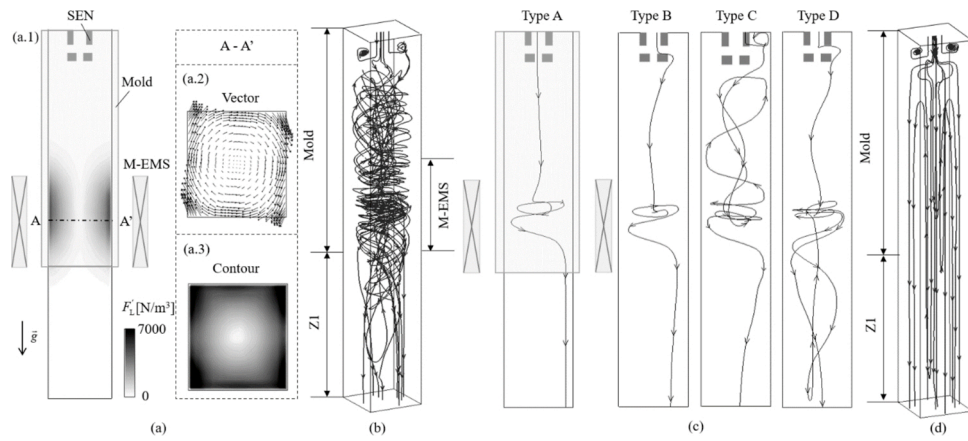 (a.1)
SEN
Mold
M-EMS
A
A'
F'L[N/m³]
7000
0
g
A - A'
(a.2)
Vector
(a.3)
Contour
(a)
Mold
Z1
M-EMS
(b)
Type A
Type B
Type C
Type D
(c)
Mold
Z1
(d)